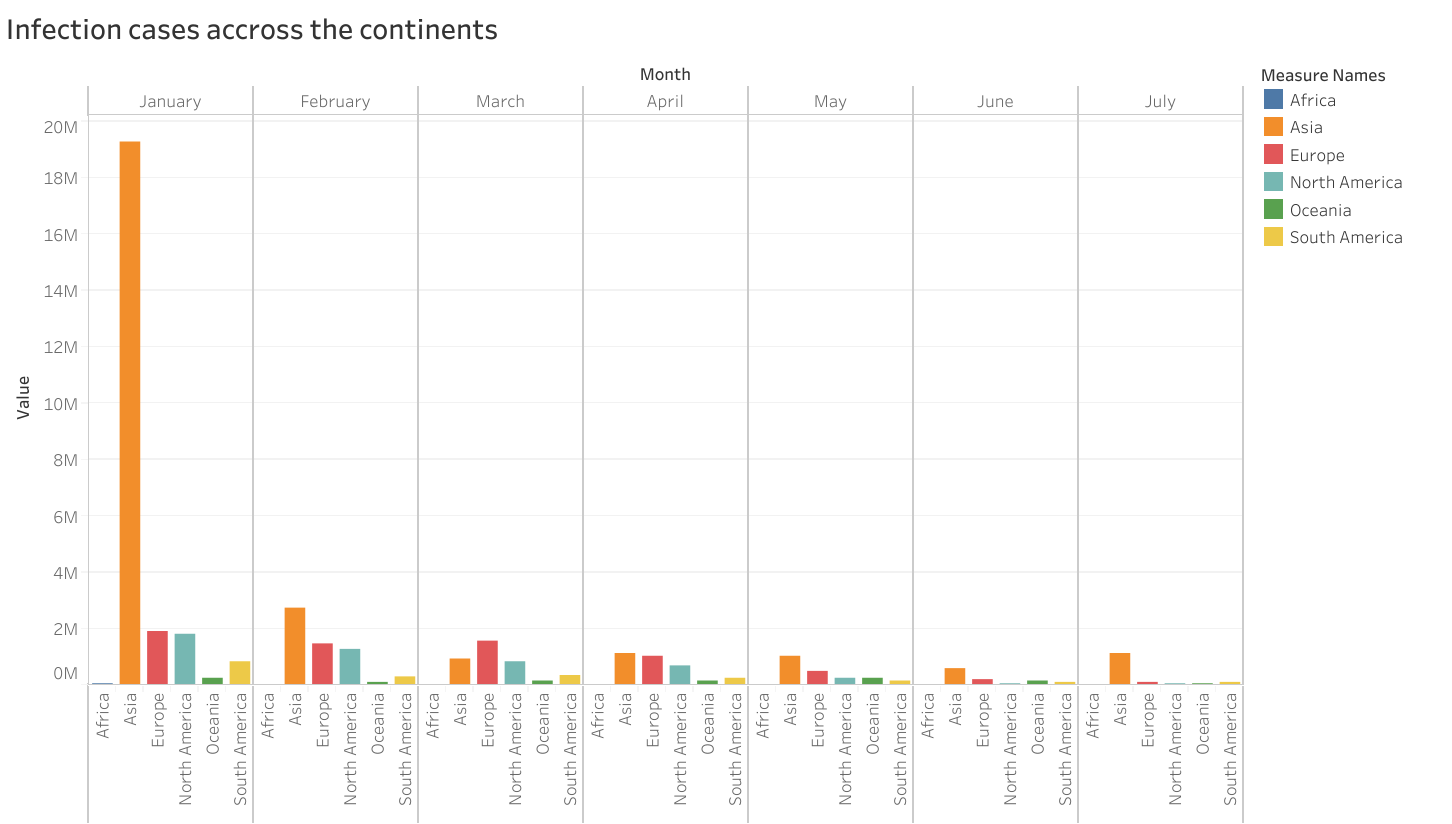 Infection cases accross the continents
Month
January February March April May June July
20M
18M
16M
14M
12M
10M
8M
6M
4M
2M
0M
Value
Africa Asia Europe North America Oceania South America Africa Asia Europe North America Oceania South America Africa Asia Europe North America Oceania South America Africa Asia Europe North America Oceania South America Africa Asia Europe North America Oceania South America Africa Asia Europe North America Oceania South America Africa Asia Europe North America Oceania South America
Measure Names
Africa
Asia
Europe
North America
Oceania
South America